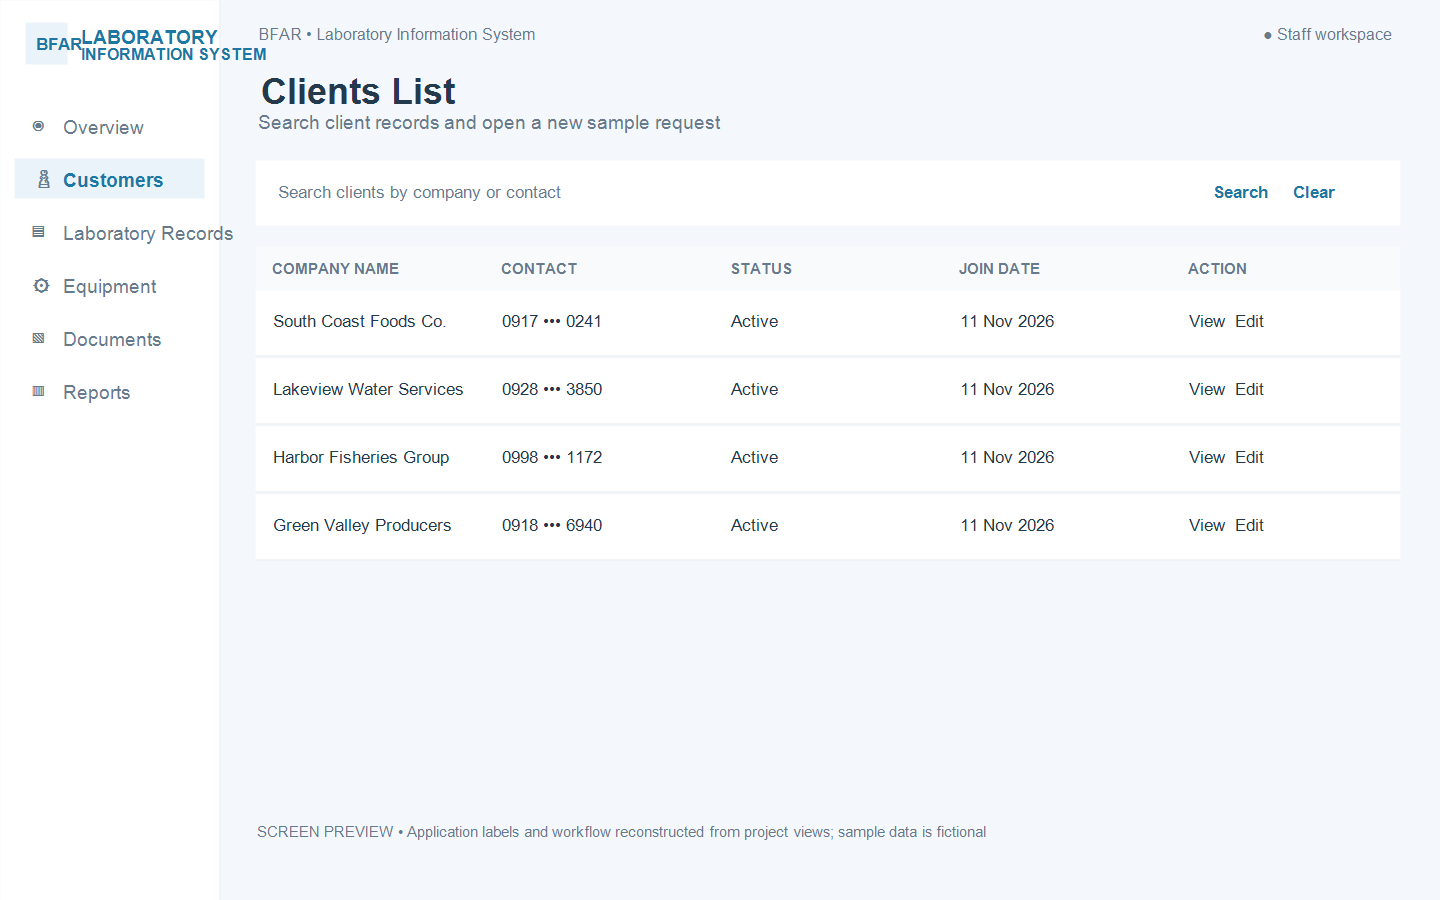 BFAR
LABORATORY
INFORMATION SYSTEM
Overview
Customers
Laboratory Records
Equipment
Documents
Reports
BFAR • Laboratory Information System
● Staff workspace
Clients List
Search client records and open a new sample request
Search clients by company or contact
Search Clear
COMPANY NAME CONTACT STATUS JOIN DATE ACTION
South Coast Foods Co. 0917 ••• 0241 Active 11 Nov 2026 View Edit
Lakeview Water Services 0928 ••• 3850 Active 11 Nov 2026 View Edit
Harbor Fisheries Group 0998 ••• 1172 Active 11 Nov 2026 View Edit
Green Valley Producers 0918 ••• 6940 Active 11 Nov 2026 View Edit
SCREEN PREVIEW • Application labels and workflow reconstructed from project views; sample data is fictional